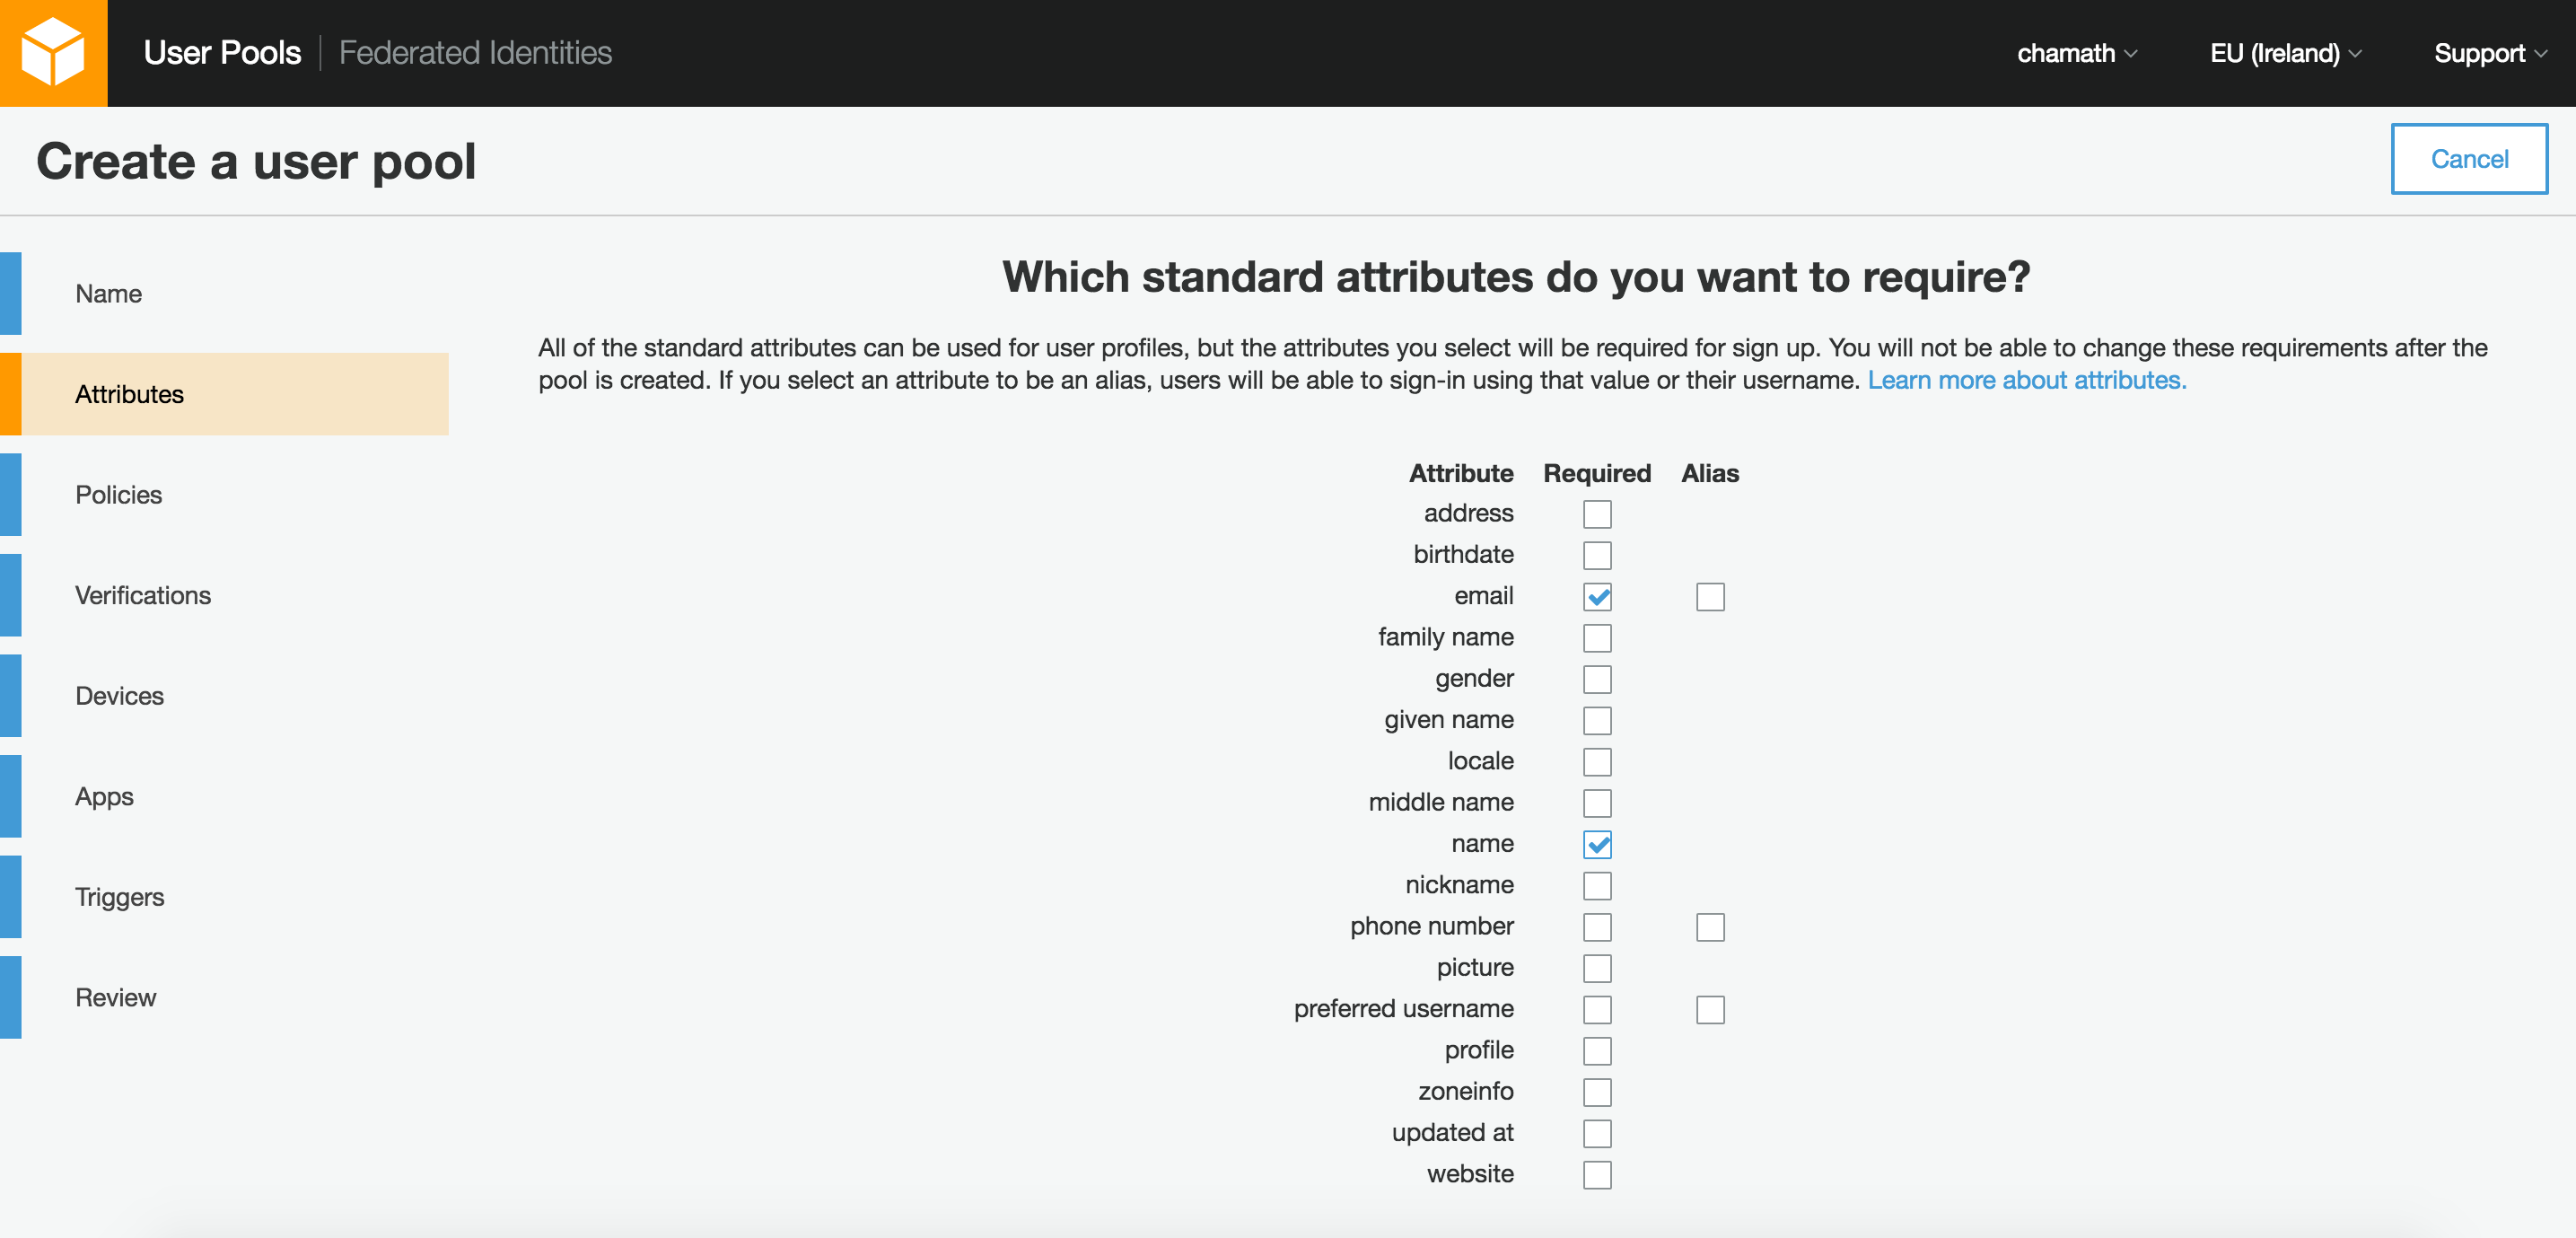 User Pools Federated Identities chamath EU (Ireland) Support
Create a user pool Cancel
Name
Attributes
Policies
Verifications
Devices
Apps
Triggers
Review
Which standard attributes do you want to require?
All of the standard attributes can be used for user profiles, but the attributes you select will be required for sign up. You will not be able to change these requirements after the
pool is created. If you select an attribute to be an alias, users will be able to sign-in using that value or their username. Learn more about attributes.
Attribute Required Alias
address
birthdate
email
family name
gender
given name
locale
middle name
name
nickname
phone number
picture
preferred username
profile
zoneinfo
updated at
website